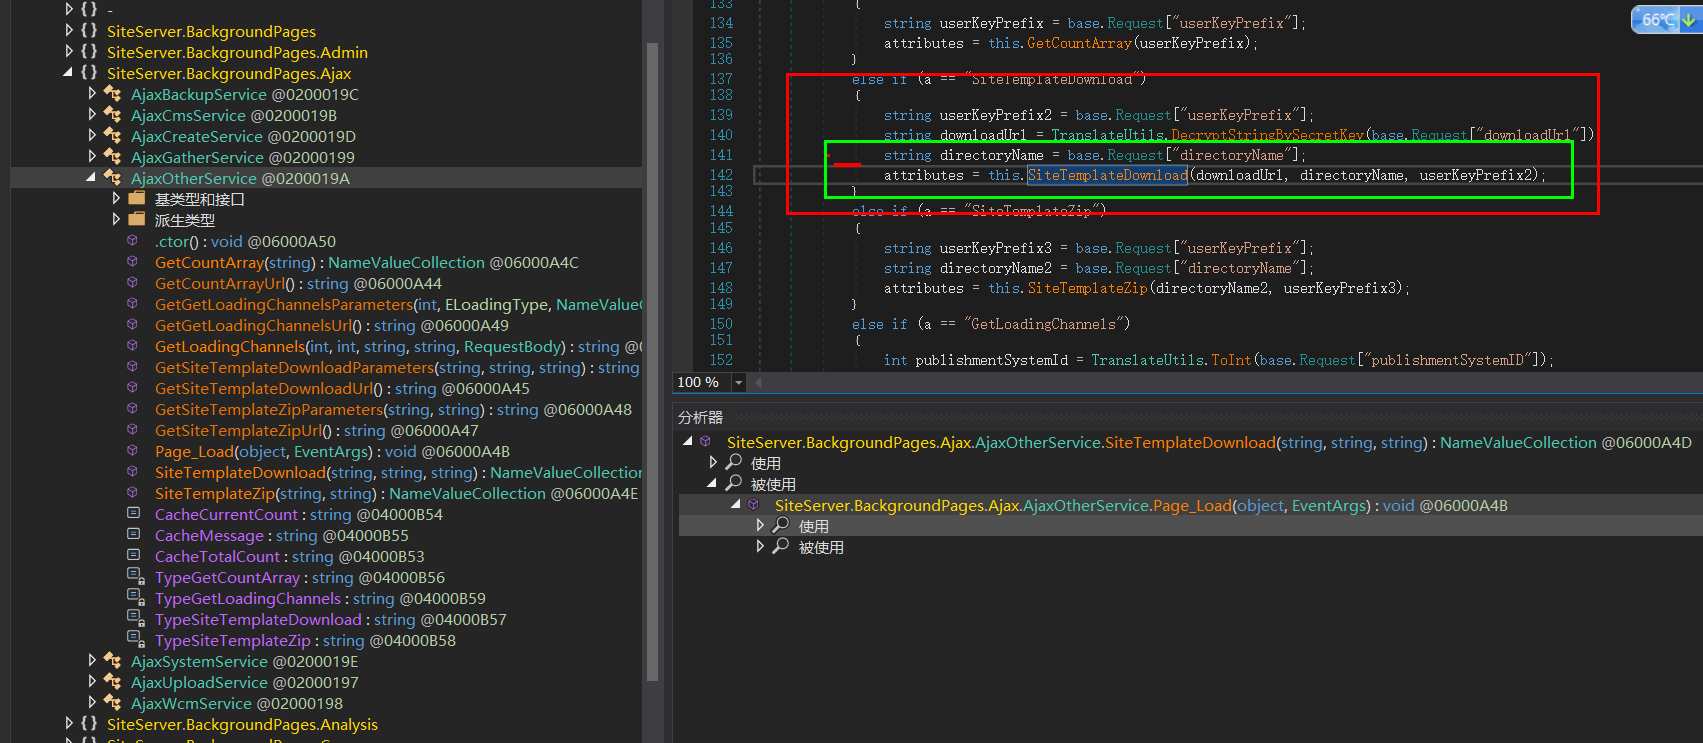 -
SiteServer.BackgroundPages
SiteServer.BackgroundPages.Admin
SiteServer.BackgroundPages.Ajax
AjaxBackupService @0200019C
AjaxCmsService @0200019B
AjaxCreateService @0200019D
AjaxGatherService @02000199
AjaxOtherService @0200019A
基类型和接口
派生类型
.ctor() : void @06000A50
GetCountArray(string) : NameValueCollection @06000A4C
GetCountArrayUrl() : string @06000A44
GetGetLoadingChannelsParameters(int, ELoadingType, NameValueC
GetGetLoadingChannelsUrl() : string @06000A49
GetLoadingChannels(int, int, string, string, RequestBody) : string @0
GetSiteTemplateDownloadParameters(string, string, string) : string
GetSiteTemplateDownloadUrl() : string @06000A45
GetSiteTemplateZipParameters(string, string) : string @06000A48
GetSiteTemplateZipUrl() : string @06000A47
Page_Load(object, EventArgs) : void @06000A4B
SiteTemplateDownload(string, string, string) : NameValueCollection
SiteTemplateZip(string, string) : NameValueCollection @06000A4E
CacheCurrentCount : string @04000B54
CacheMessage : string @04000B55
CacheTotalCount : string @04000B53
TypeGetCountArray : string @04000B56
TypeGetLoadingChannels : string @04000B59
TypeSiteTemplateDownload : string @04000B57
TypeSiteTemplateZip : string @04000B58
AjaxSystemService @0200019E
AjaxUploadService @02000197
AjaxWcmService @02000198
SiteServer.BackgroundPages.Analysis
133 {
134 string userKeyPrefix = base.Request["userKeyPrefix"];
135 attributes = this.GetCountArray(userKeyPrefix);
136 }
137 else if (a == "SiteTemplateDownload")
138 {
139 string userKeyPrefix2 = base.Request["userKeyPrefix"];
140 string downloadUrl = TranslateUtils.DecryptStringBySecretKey(base.Request["downloadUrl"])
141 string directoryName = base.Request["directoryName"];
142 attributes = this.SiteTemplateDownload(downloadUrl, directoryName, userKeyPrefix2);
143 }
144 else if (a == "SiteTemplateZip")
145 {
146 string userKeyPrefix3 = base.Request["userKeyPrefix"];
147 string directoryName2 = base.Request["directoryName"];
148 attributes = this.SiteTemplateZip(directoryName2, userKeyPrefix3);
149 }
150 else if (a == "GetLoadingChannels")
151 {
152 int publishmentSystemId = TranslateUtils.ToInt(base.Request["publishmentSystemID"]);
66℃
100 %
分析器
SiteServer.BackgroundPages.Ajax.AjaxOtherService.SiteTemplateDownload(string, string, string) : NameValueCollection @06000A4D
使用
被使用
SiteServer.BackgroundPages.Ajax.AjaxOtherService.Page_Load(object, EventArgs) : void @06000A4B
使用
被使用